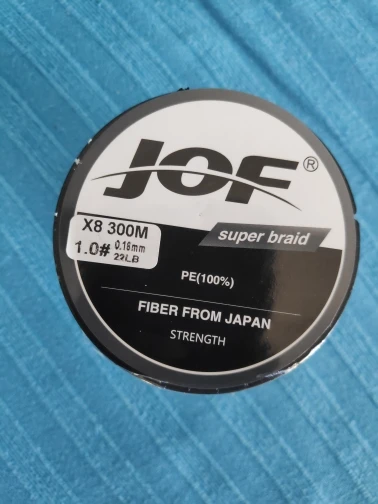 JOF®
X8 300M
1.0# 0.16mm
22LB
super braid
PE(100%)
FIBER FROM JAPAN
STRENGTH